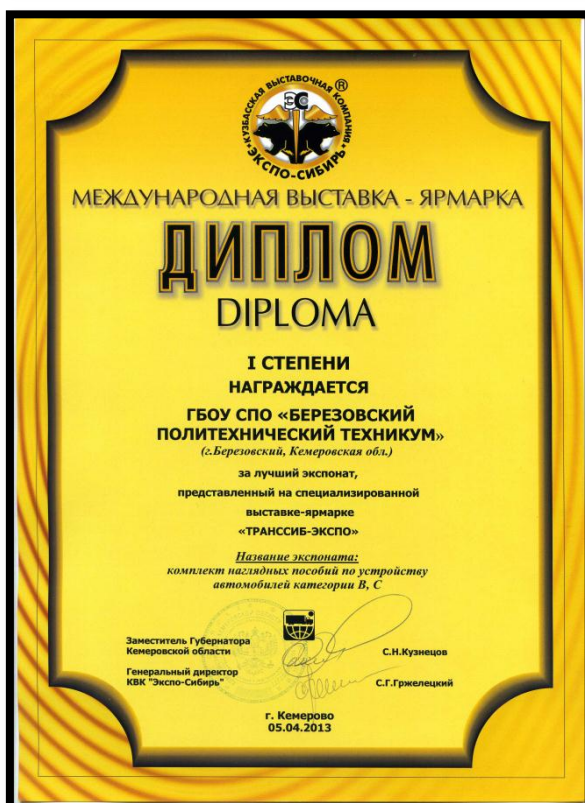 КУЗБАССКАЯ ВЫСТАВОЧНАЯ КОМПАНИЯ
ЭС
®
ЭКСПО-СИБИРЬ
МЕЖДУНАРОДНАЯ ВЫСТАВКА - ЯРМАРКА
ДИПЛОМ
DIPLOMA
I СТЕПЕНИ
НАГРАЖДАЕТСЯ
ГБОУ СПО «БЕРЕЗОВСКИЙ
ПОЛИТЕХНИЧЕСКИЙ ТЕХНИКУМ»
(г.Березовский, Кемеровская обл.)
за лучший экспонат,
представленный на специализированной
выставке-ярмарке
«ТРАНССИБ-ЭКСПО»
Название экспоната:
комплект наглядных пособий по устройству
автомобилей категории В, С
Заместитель Губернатора
Кемеровской области С.Н.Кузнецов
Генеральный директор
КВК "Экспо-Сибирь" С.Г.Гржелецкий
г. Кемерово
05.04.2013